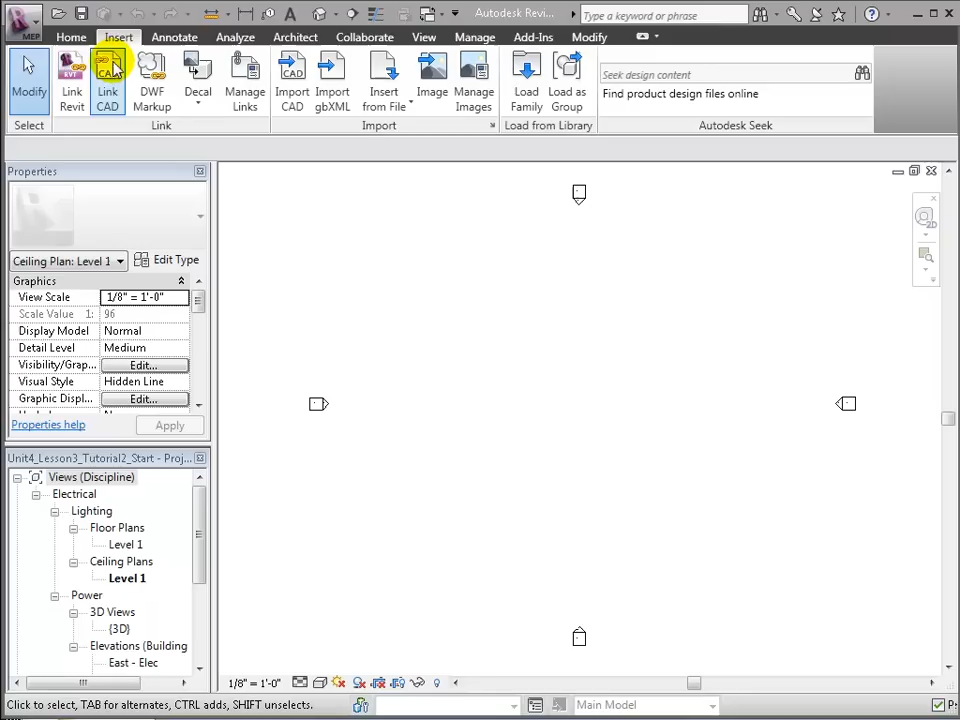 Autodesk Revi...
Type a keyword or phrase
MEP
Home Insert Annotate Analyze Architect Collaborate View Manage Add-Ins Modify
Modify
Link Revit
Link CAD
DWF Markup
Decal
Manage Links
Import CAD
Import gbXML
Insert from File
Image
Manage Images
Load Family
Load as Group
Seek design content
Find product design files online
Select Link Import Load from Library Autodesk Seek
Properties
Ceiling Plan: Level 1 Edit Type
Graphics
View Scale 1/8" = 1'-0"
Scale Value 1: 96
Display Model Normal
Detail Level Medium
Visibility/Grap... Edit...
Visual Style Hidden Line
Graphic Displ... Edit...
Properties help Apply
Unit4_Lesson3_Tutorial2_Start - Proj...
Views (Discipline)
Electrical
Lighting
Floor Plans
Level 1
Ceiling Plans
Level 1
Power
3D Views
{3D}
Elevations (Building
East - Elec
2D
1/8" = 1'-0"
Click to select, TAB for alternates, CTRL adds, SHIFT unselects.
Main Model